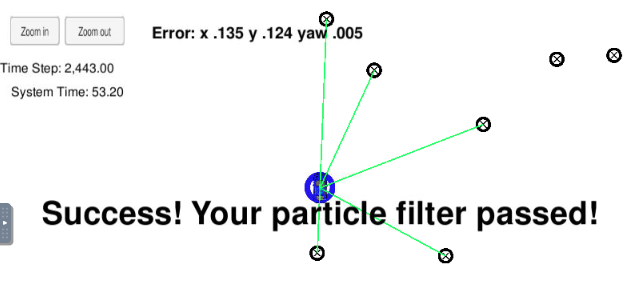 Zoom in
Zoom out
Error: x .135 y .124 yaw .005
Time Step: 2,443.00
System Time: 53.20
Success! Your particle filter passed!